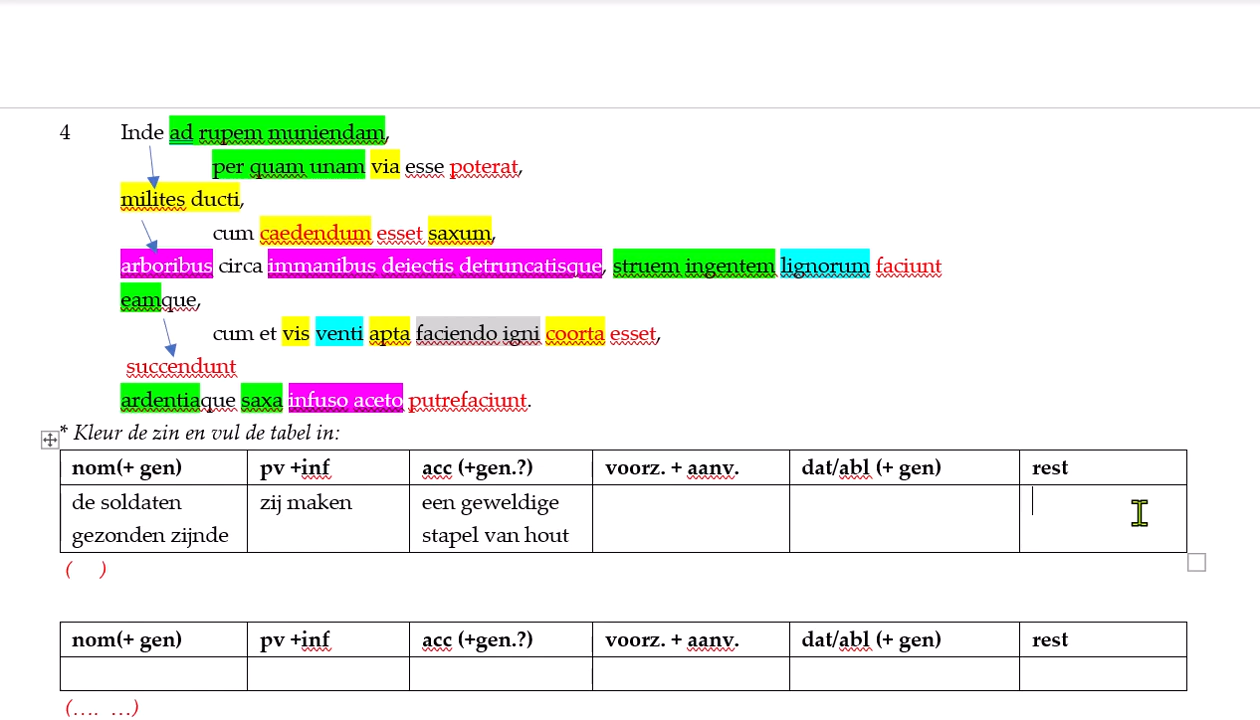 4 Inde ad rupem muniendam,
per quam unam via esse poterat,
milites ducti,
cum caedendum esset saxum,
arboribus circa immanibus deiectis detruncatisque, struem ingentem lignorum faciunt
eamque,
cum et vis venti apta faciendo igni coorta esset,
succendunt
ardentiaque saxa infuso aceto putrefaciunt.
* Kleur de zin en vul de tabel in:
nom(+ gen) pv +inf acc (+gen.?) voorz. + aanv. dat/abl (+ gen) rest
de soldaten zij maken een geweldige
gezonden zijnde stapel van hout
( )
nom(+ gen) pv +inf acc (+gen.?) voorz. + aanv. dat/abl (+ gen) rest
(.... ...)